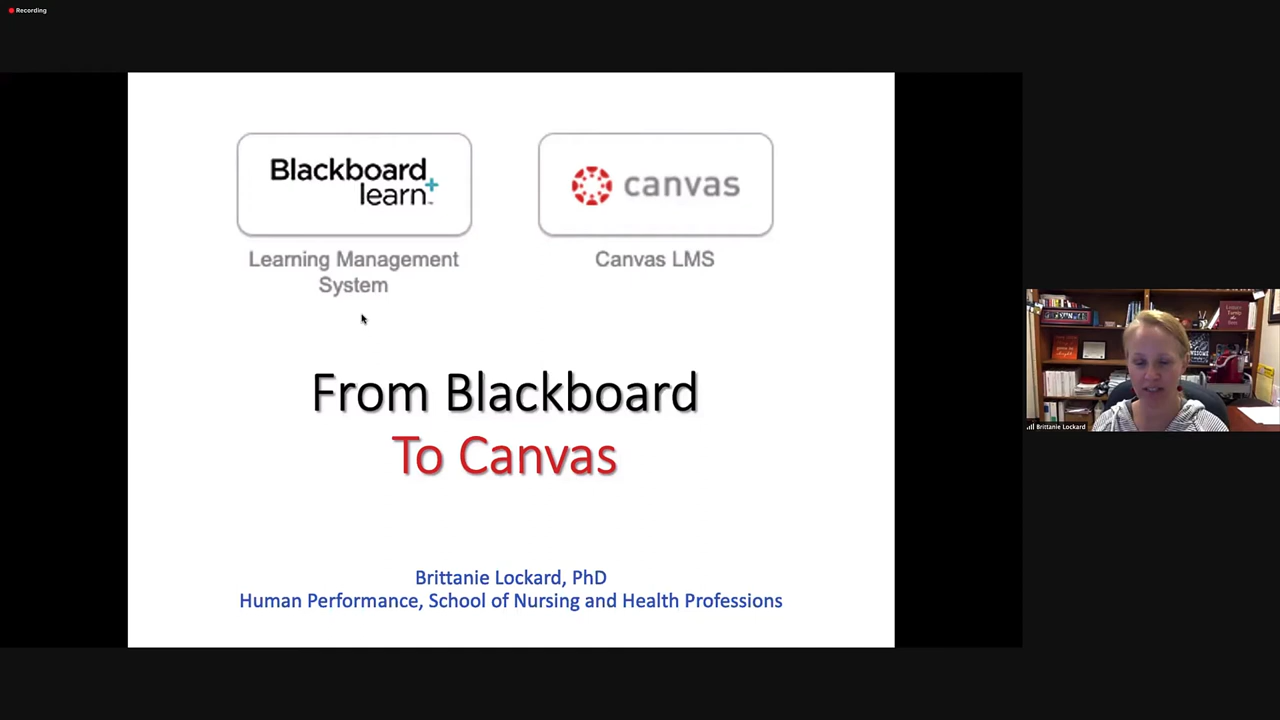 Recording
Blackboard
learn+™
canvas
Learning Management
System
Canvas LMS
From Blackboard
To Canvas
Brittanie Lockard, PhD
Human Performance, School of Nursing and Health Professions
Brittanie Lockard